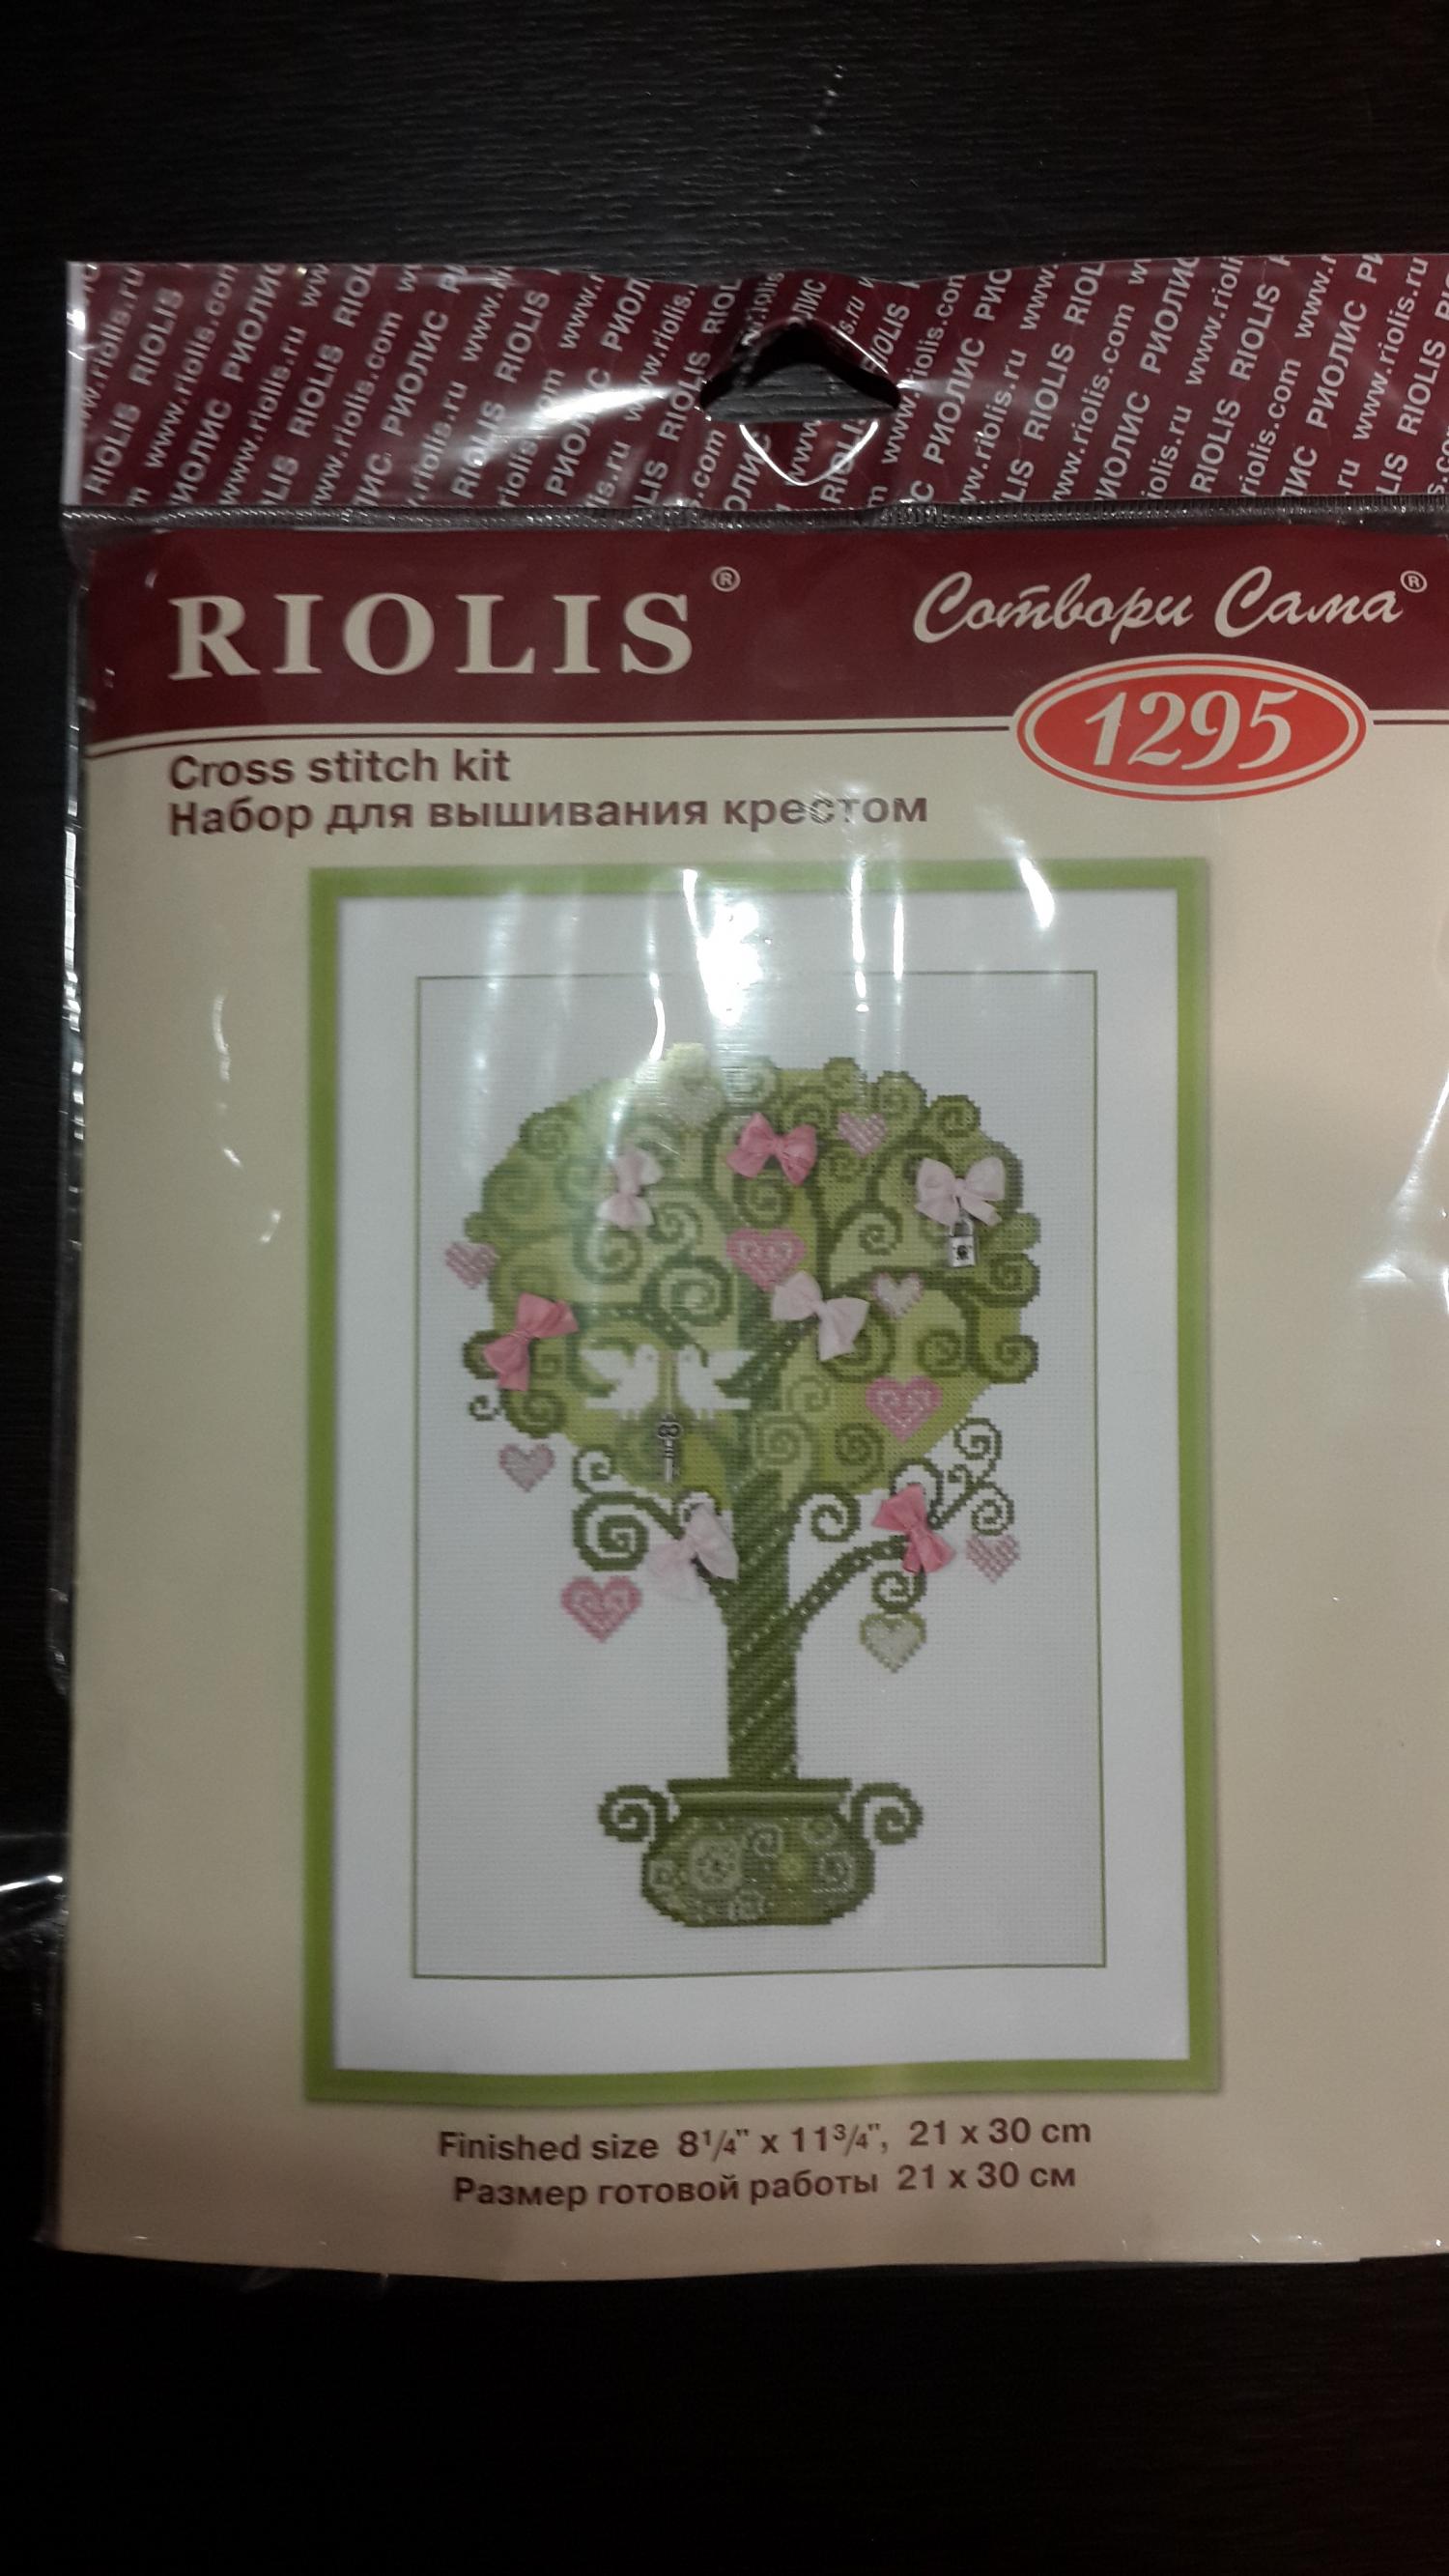 RIOLIS®
Сотвори Сама®
1295
Cross stitch kit
Набор для вышивания крестом
Finished size 8¹/₄" x 11³/₄", 21 x 30 cm
Размер готовой работы 21 x 30 см